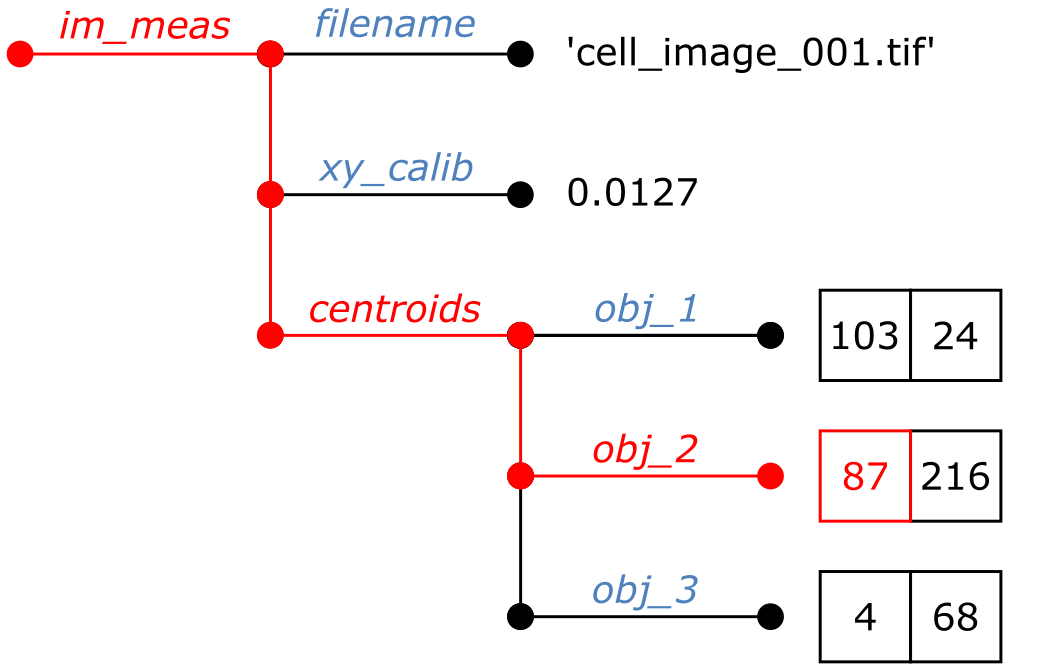 im_meas
filename
'cell_image_001.tif'
xy_calib
0.0127
centroids
obj_1
103 24
obj_2
87 216
obj_3
4 68